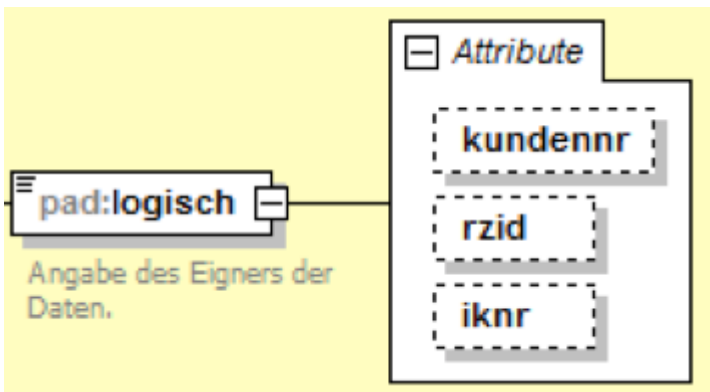 Attribute
kundennr
pad:logisch
rzid
Angabe des Eigners der
Daten.
iknr